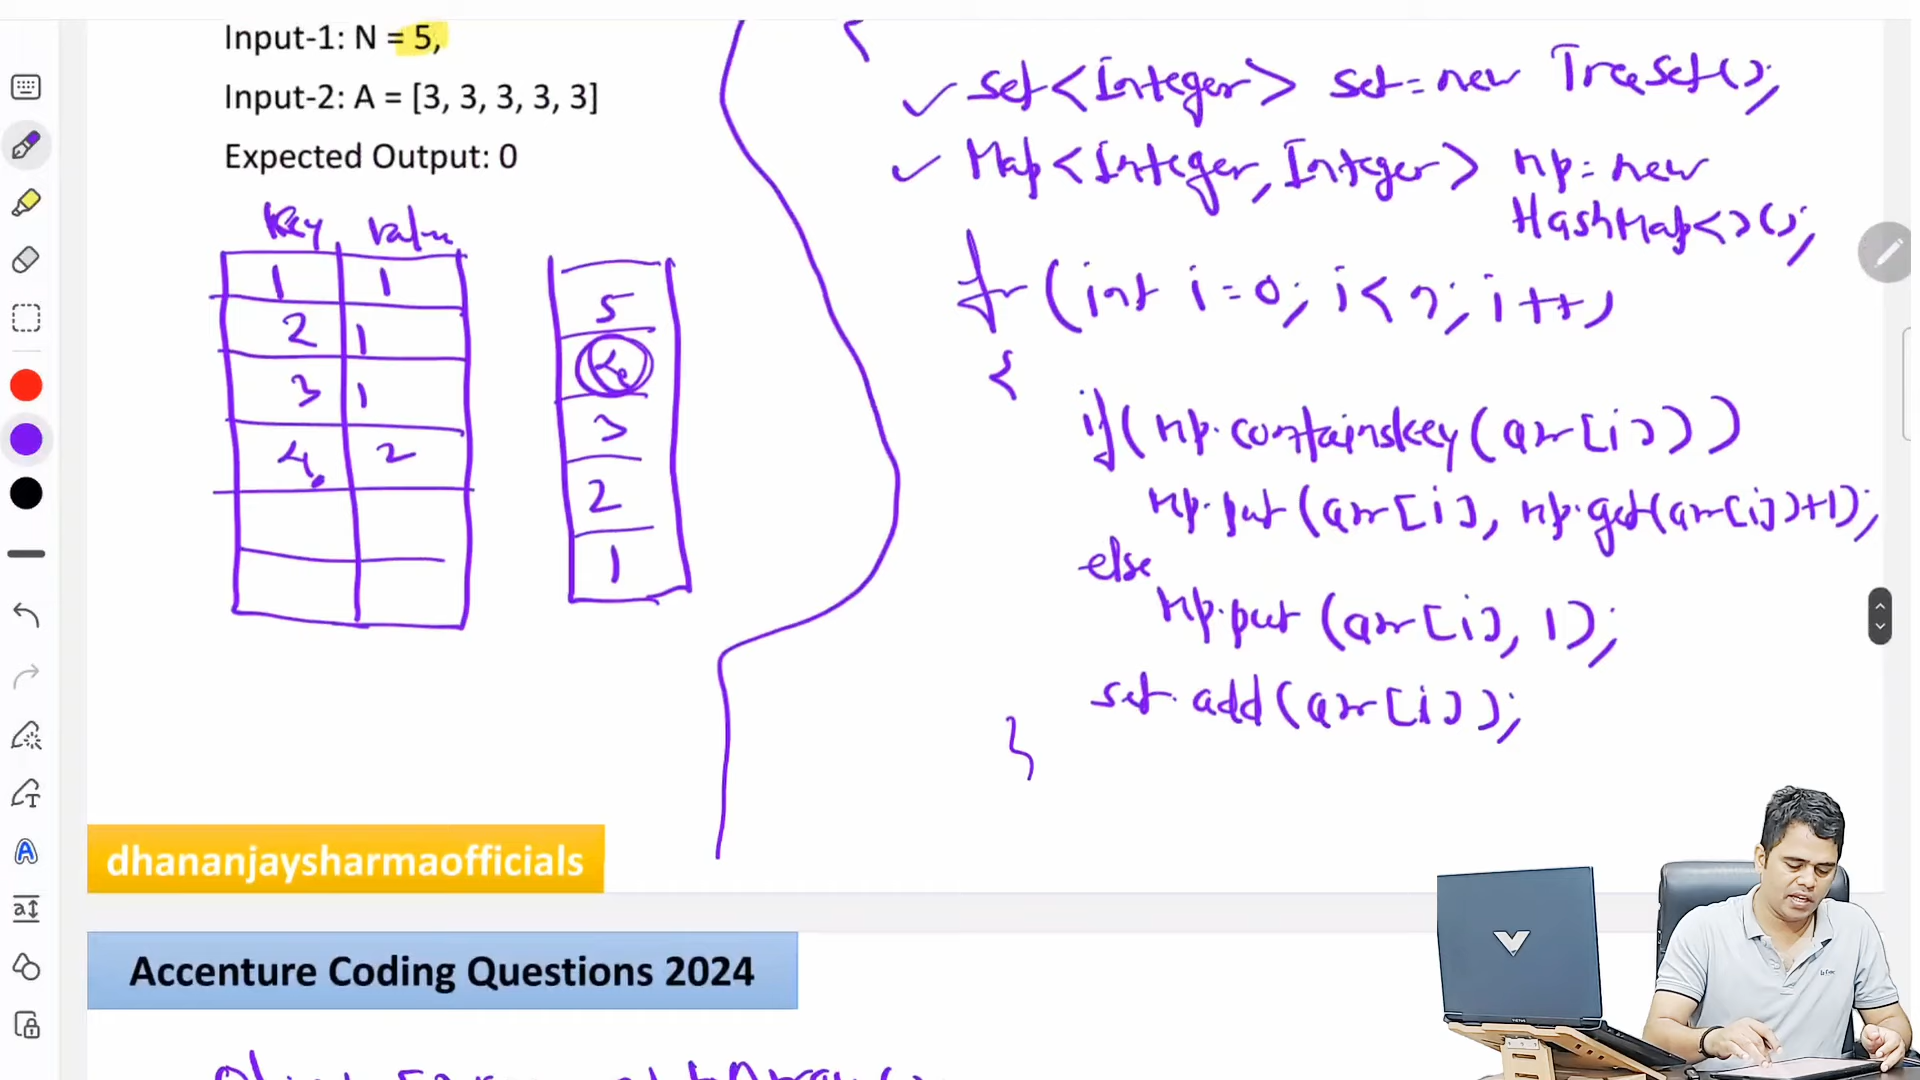 Input-1: N = 5,
Input-2: A = [3, 3, 3, 3, 3]
Expected Output: 0
key value
1 1
2 1
3 1
4 2
5
3
2
1
{
✓ Set<Integer> set = new TreeSet();
✓ Map<Integer, Integer> mp = new
HashMap<>();
for (int i = 0; i < n; i++)
{
if(mp.containskey(arr[i]))
mp.put(arr[i], mp.get(arr[i])+1);
else
mp.put(arr[i], 1);
set.add(arr[i]);
}
dhananjaysharmaofficials
Accenture Coding Questions 2024